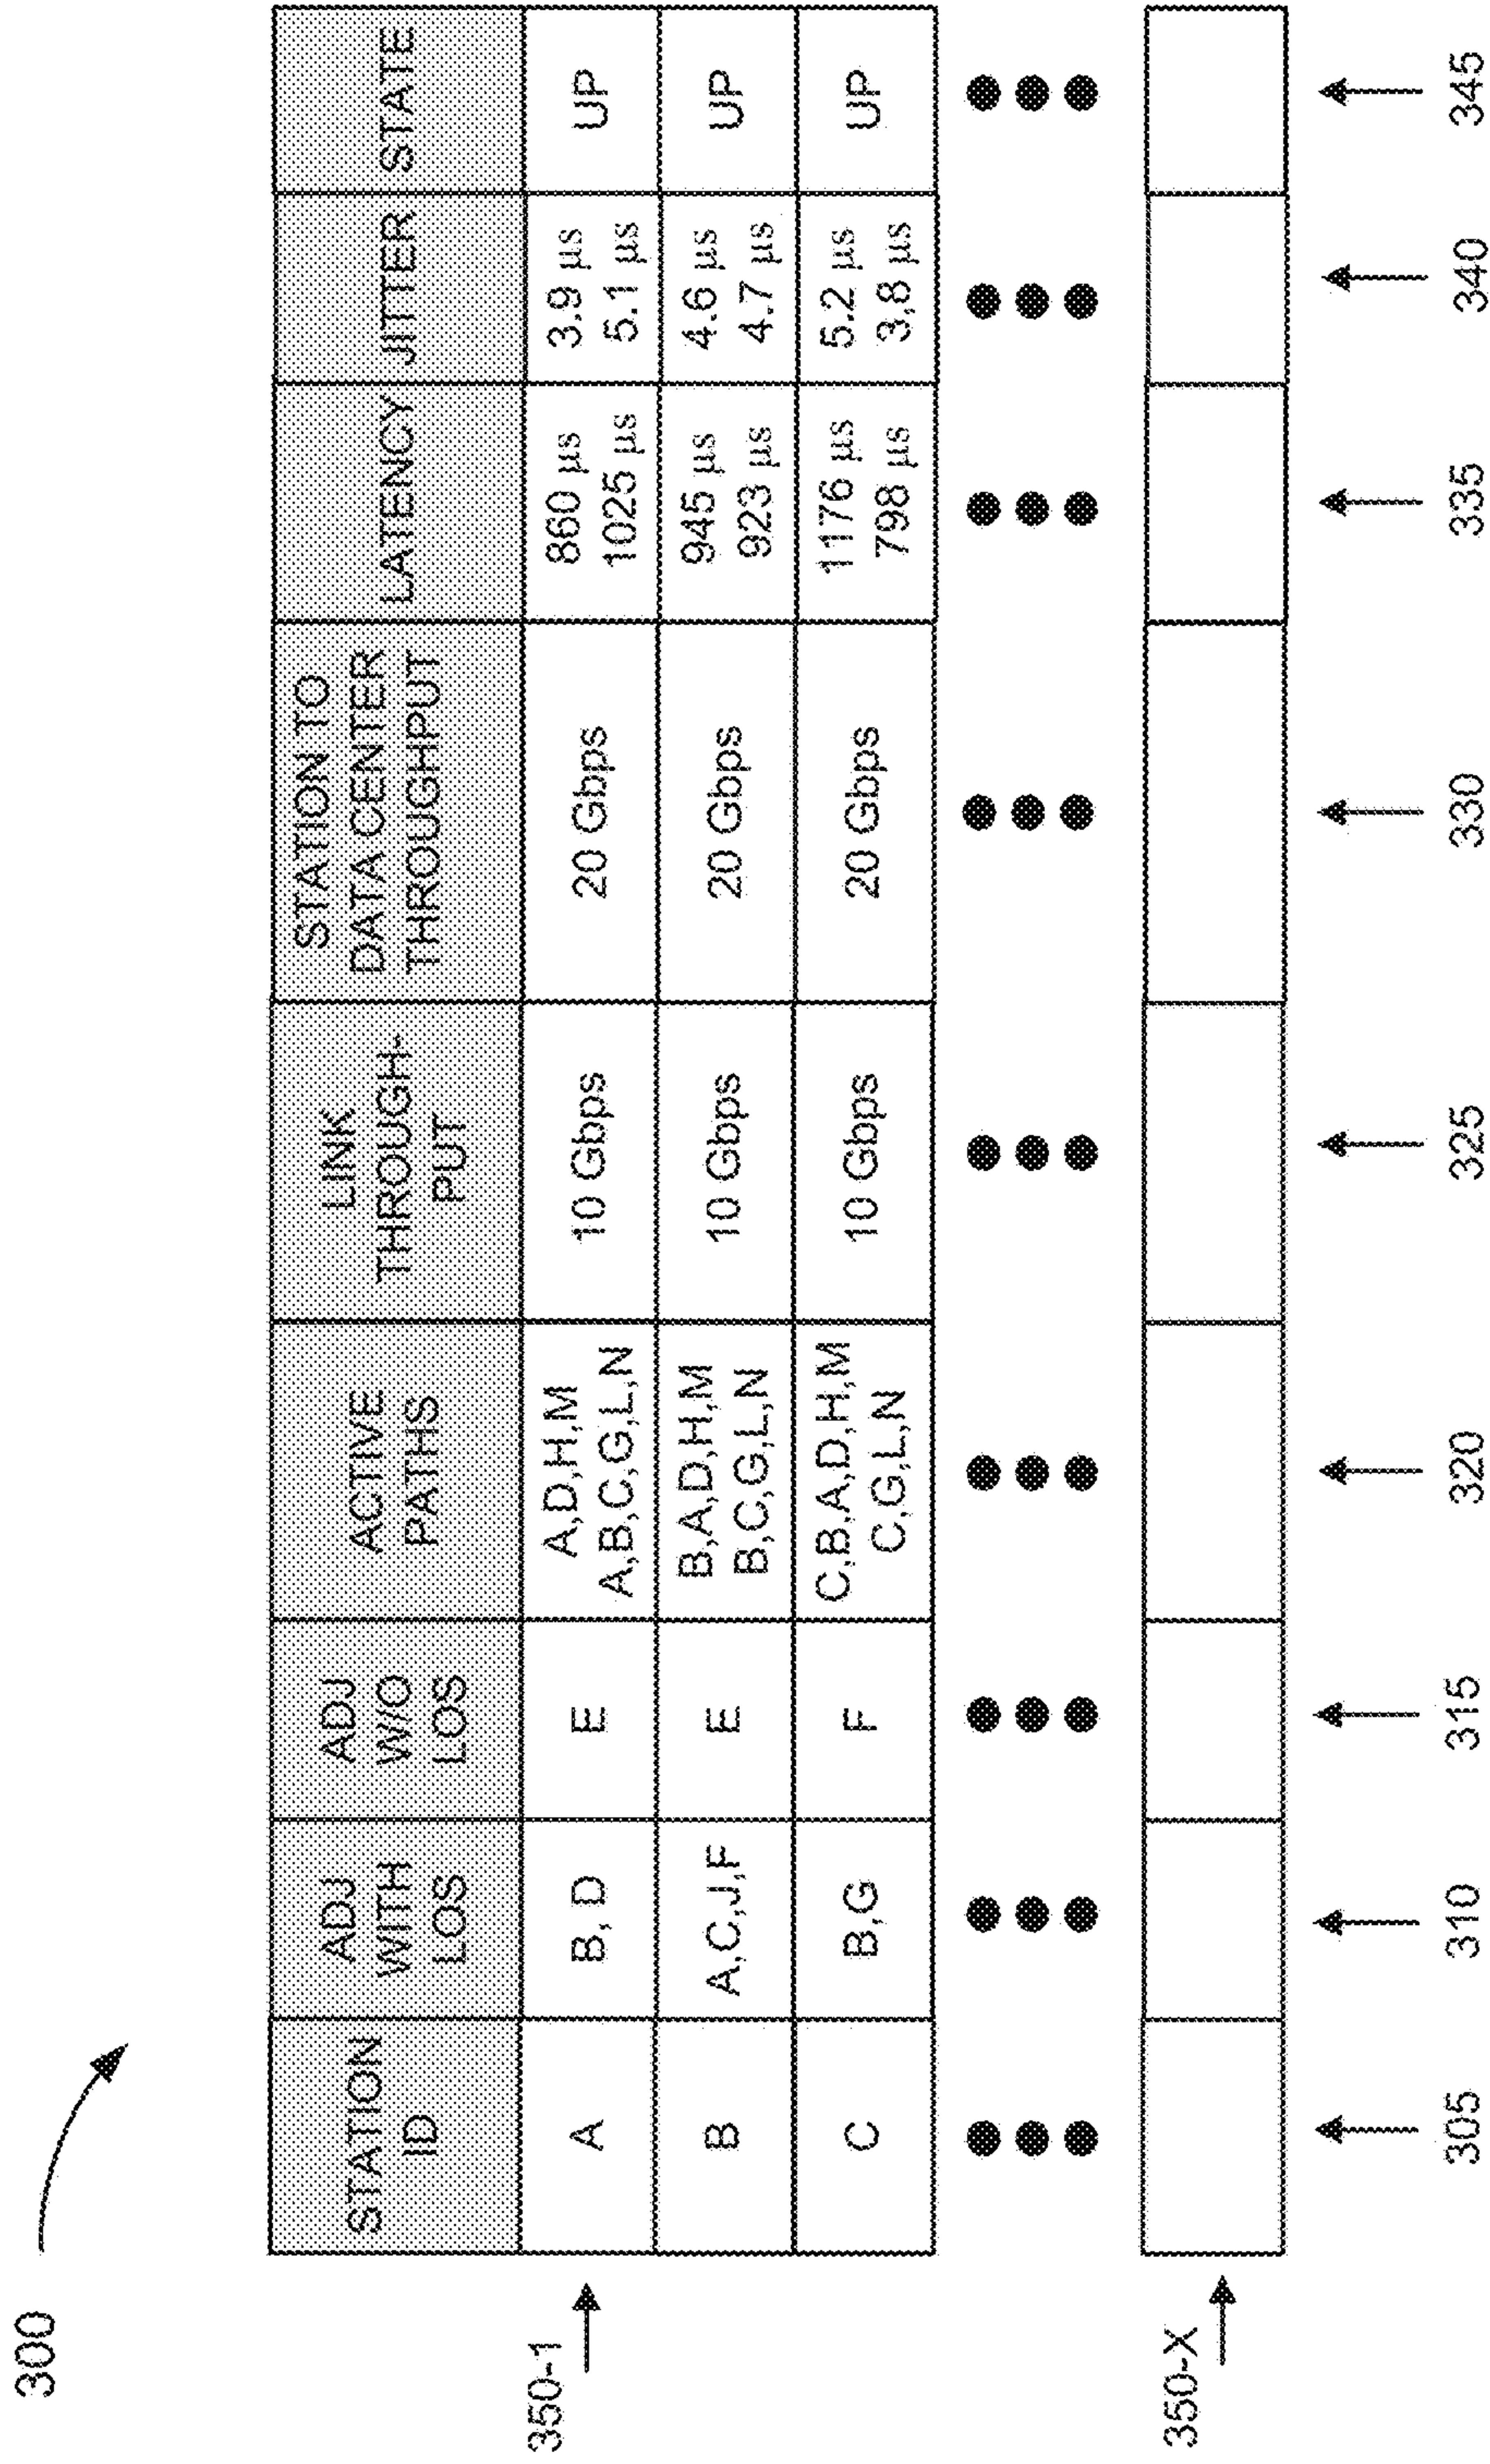 300
STATION
ID
ADJ
WITH
LOS
ADJ
W/O
LOS
ACTIVE
PATHS
LINK
THROUGH-
PUT
STATION TO
DATA CENTER
THROUGHPUT
LATENCY
JITTER
STATE
350-1
A
B, D
E
A,D,H,M
A,B,C,G,L,N
10 Gbps
20 Gbps
860 µs
1025 µs
3.9 µs
5.1 µs
UP
B
A,C,J,F
E
B,A,D,H,M
B,C,G,L,N
10 Gbps
20 Gbps
945 µs
923 µs
4.6 µs
4.7 µs
UP
C
B,G
F
C,B,A,D,H,M
C,G,L,N
10 Gbps
20 Gbps
1176 µs
798 µs
5.2 µs
3,8 µs
UP
350-X
305
310
315
320
325
330
335
340
345